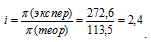 i = π(экспер) / π(теор) = 272,6 / 113,5 = 2,4 .